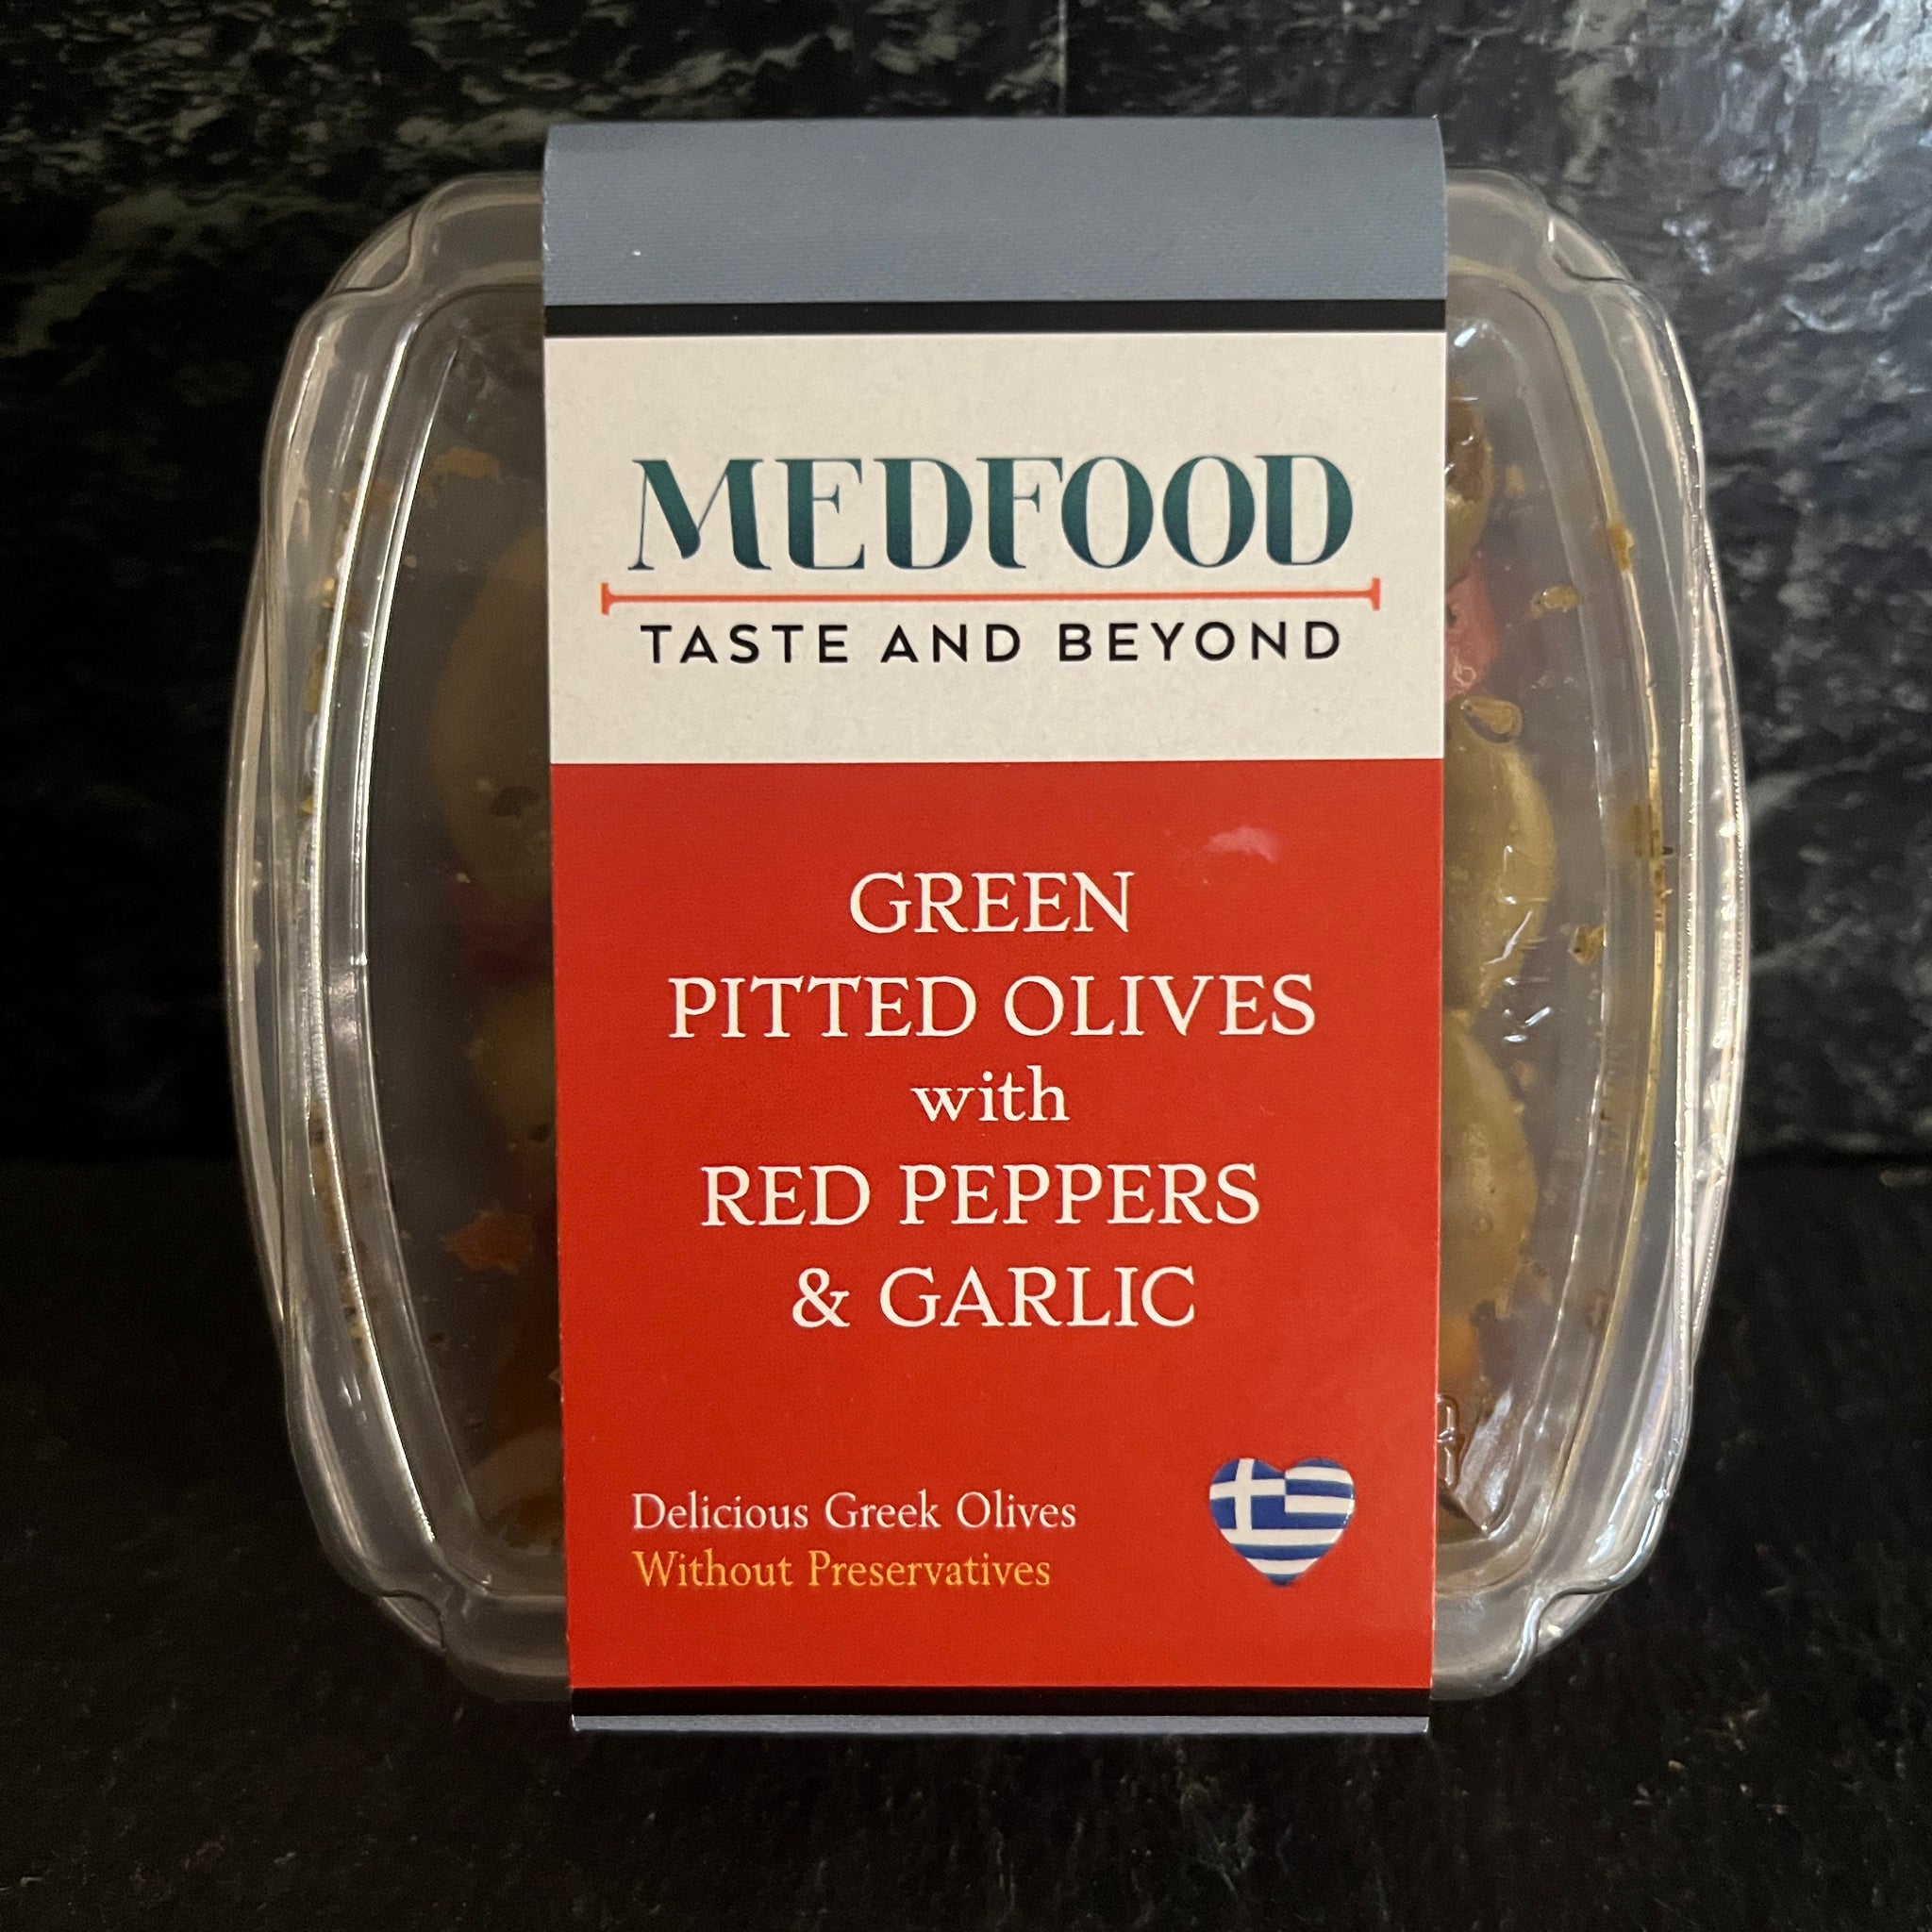 MEDFOOD
TASTE AND BEYOND
GREEN
PITTED OLIVES
with
RED PEPPERS
& GARLIC
Delicious Greek Olives
Without Preservatives